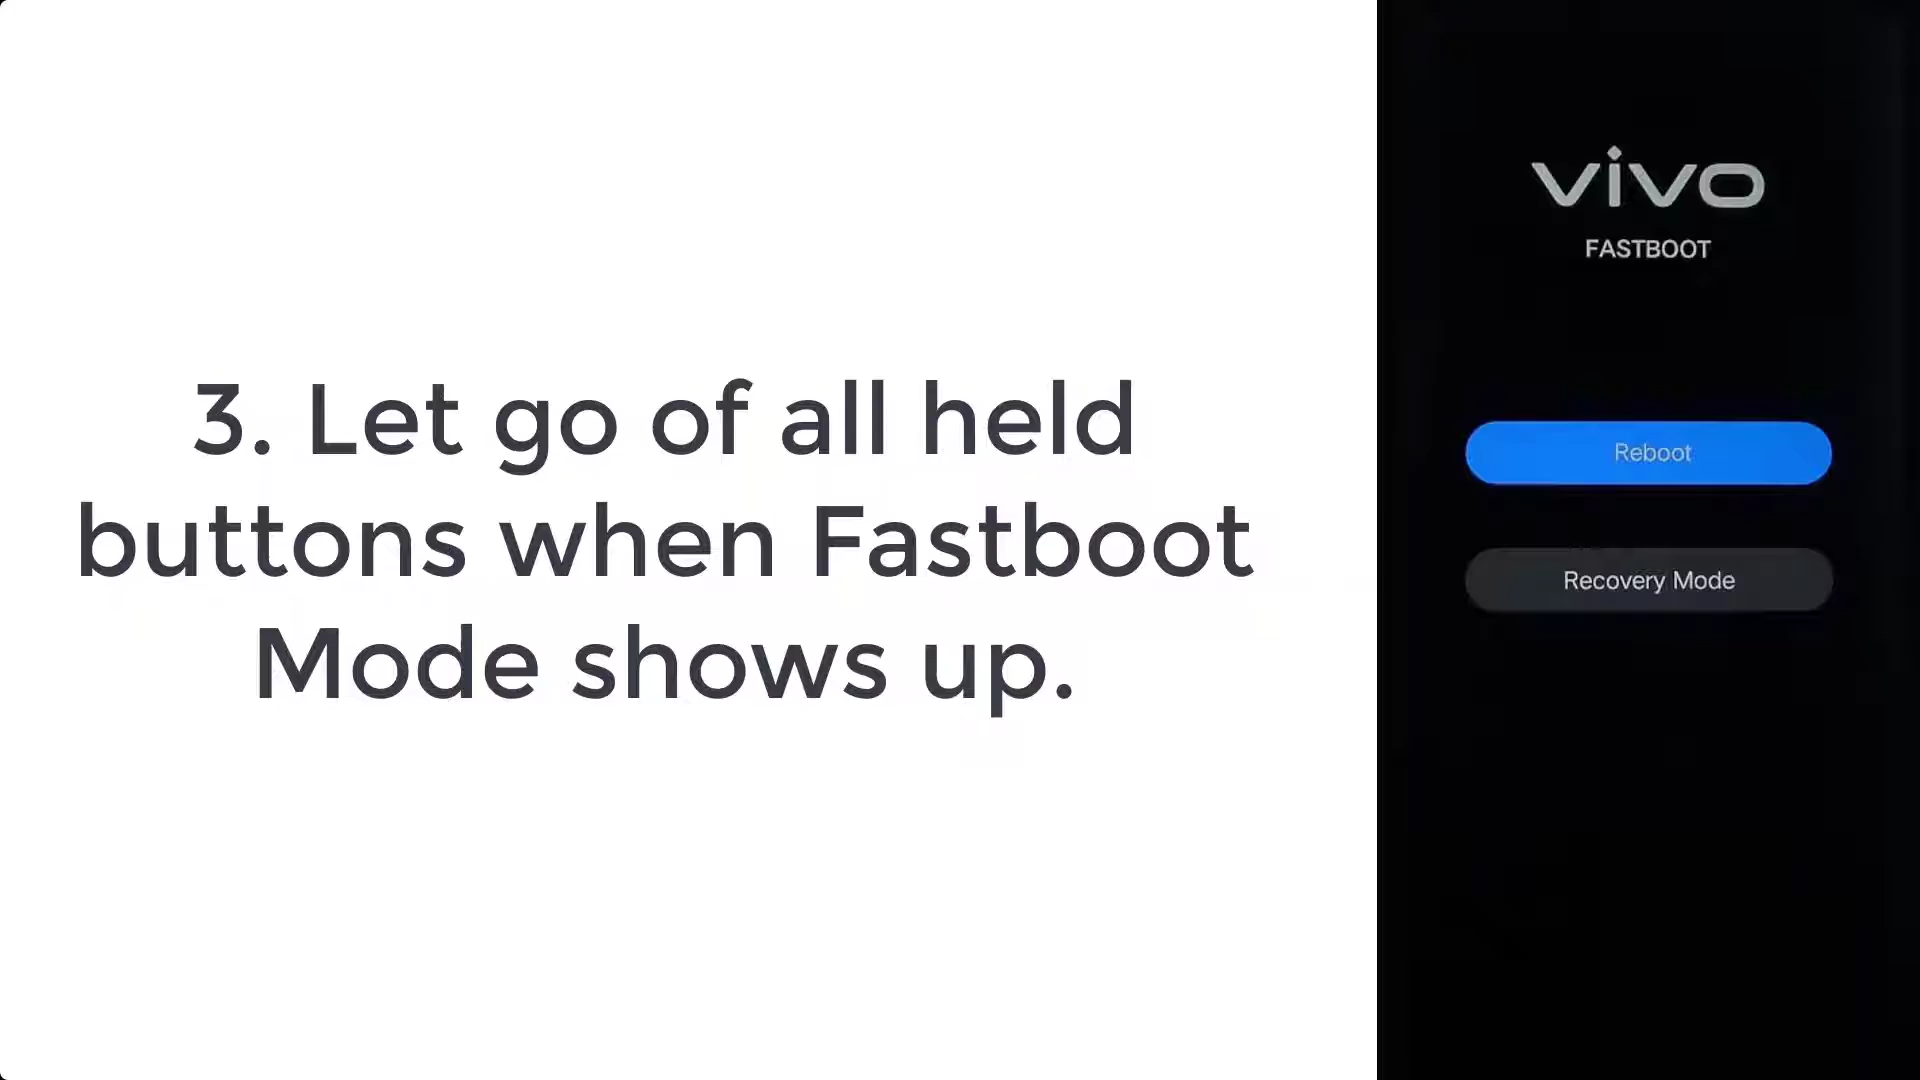 3. Let go of all held
buttons when Fastboot
Mode shows up.
vivo
FASTBOOT
Reboot
Recovery Mode